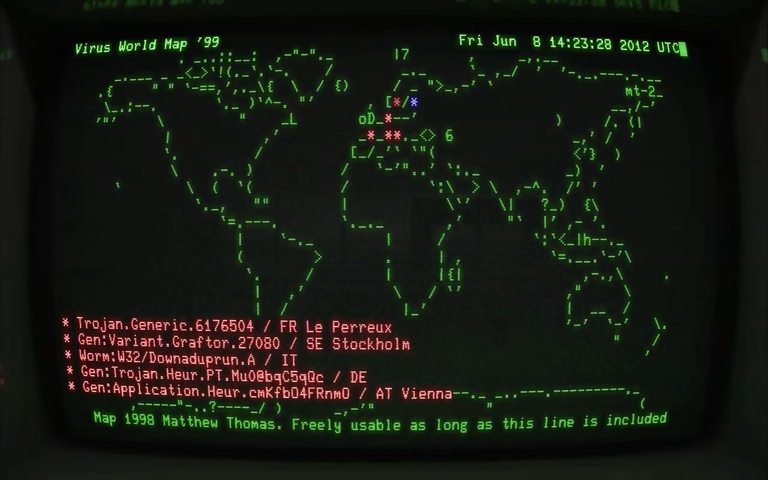 Virus World Map '99
Fri Jun  8 14:23:28 2012 UTC
* Trojan.Generic.6176504 / FR Le Perreux
* Gen:Variant.Graftor.27080 / SE Stockholm
* Worm:W32/Downaduprun.A / IT
* Gen:Trojan.Heur.PT.Mu0@bqC5qQc / DE
* Gen:Application.Heur.cmKfbO4FRnmO / AT Vienna
Map 1998 Matthew Thomas. Freely usable as long as this line is included